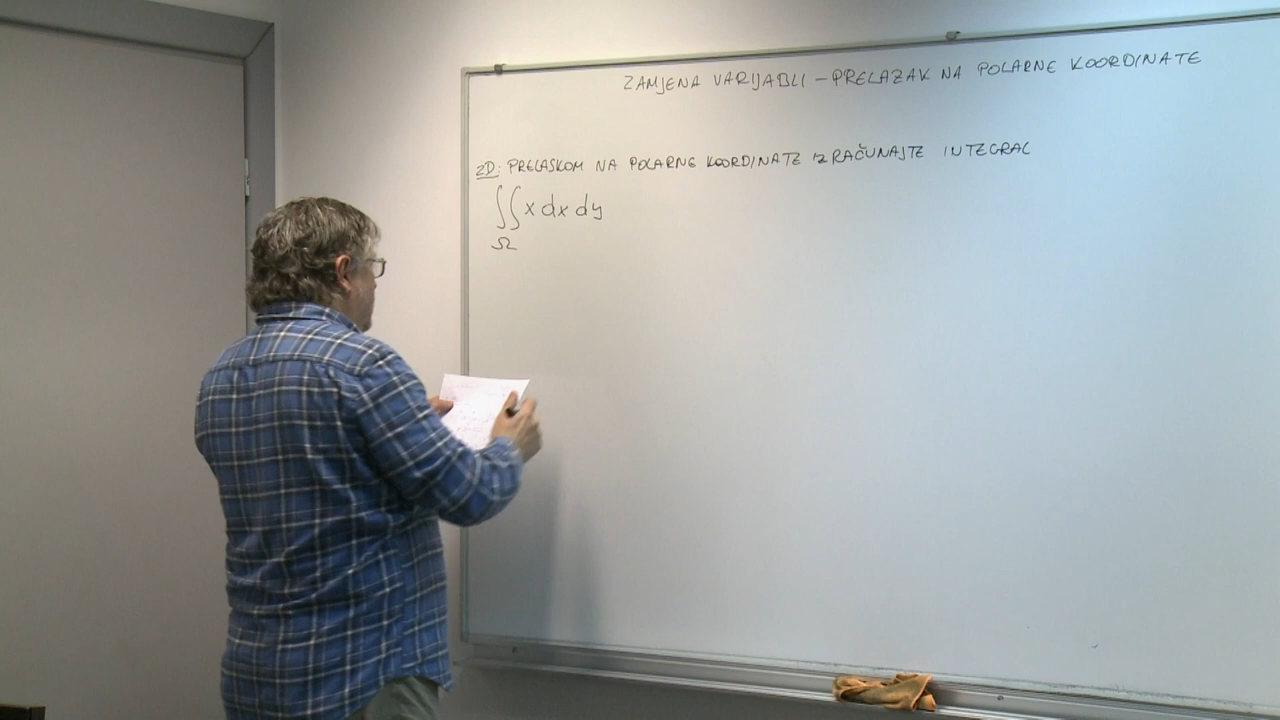 ZAMJENA VARIJABLI – PRELAZAK NA POLARNE KOORDINATE
ZD: PRELASKOM NA POLARNE KOORDINATE IZRAČUNAJTE INTEGRAL
∬ x dx dy
Ω